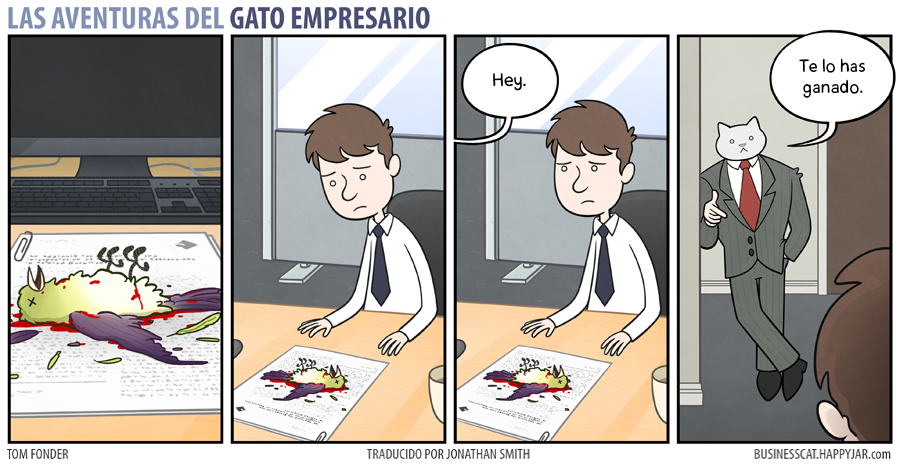 LAS AVENTURAS DEL GATO EMPRESARIO
Hey.
Te lo has
ganado.
TOM FONDER
TRADUCIDO POR JONATHAN SMITH
BUSINESSCAT.HAPPYJAR.com